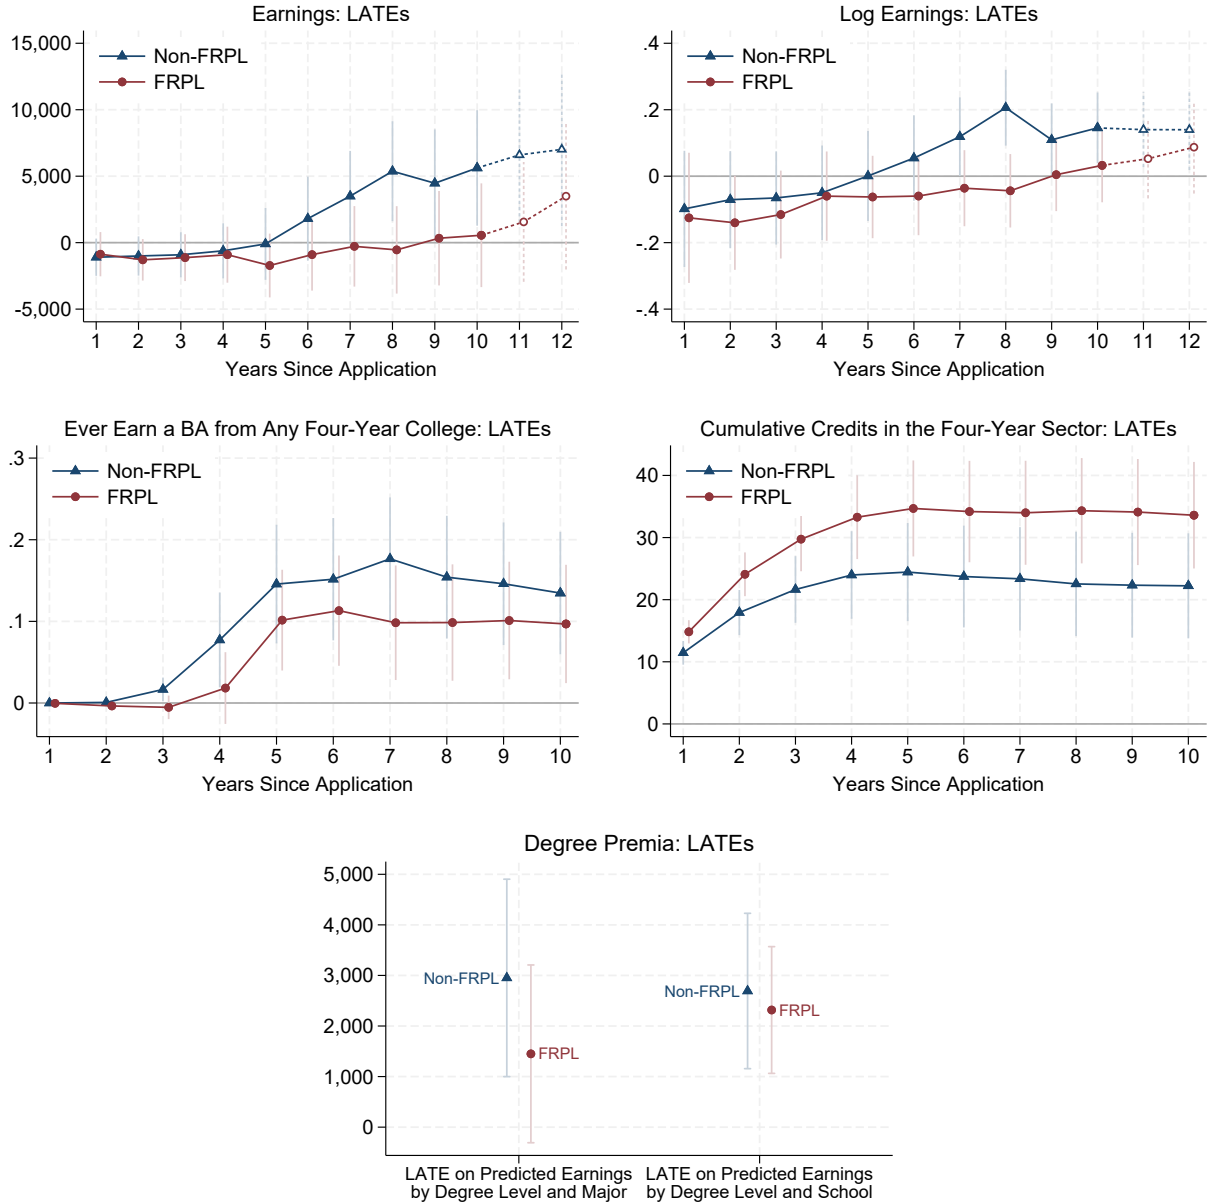 Earnings: LATEs
15,000
10,000
5,000
0
-5,000
Non-FRPL
FRPL
1 2 3 4 5 6 7 8 9 10 11 12
Years Since Application
Log Earnings: LATEs
.4
.2
0
-.2
-.4
Non-FRPL
FRPL
1 2 3 4 5 6 7 8 9 10 11 12
Years Since Application
Ever Earn a BA from Any Four-Year College: LATEs
.3
.2
.1
0
Non-FRPL
FRPL
1 2 3 4 5 6 7 8 9 10
Years Since Application
Cumulative Credits in the Four-Year Sector: LATEs
40
30
20
10
0
Non-FRPL
FRPL
1 2 3 4 5 6 7 8 9 10
Years Since Application
Degree Premia: LATEs
5,000
4,000
3,000
2,000
1,000
0
Non-FRPL
FRPL
Non-FRPL
FRPL
LATE on Predicted Earnings
by Degree Level and Major
LATE on Predicted Earnings
by Degree Level and School